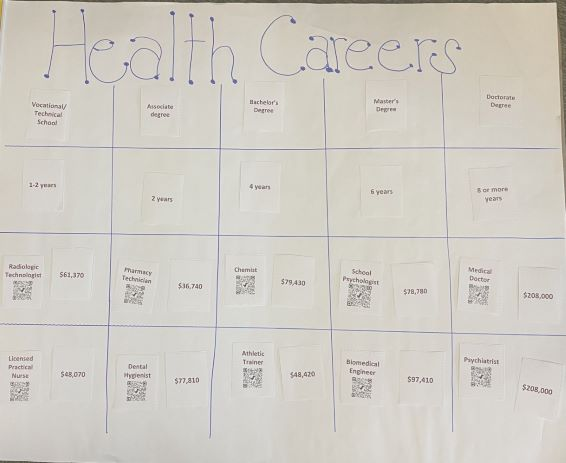 Health Careers
Vocational/
Technical
School
Associate
degree
Bachelor's
Degree
Master's
Degree
Doctorate
Degree
1-2 years
2 years
4 years
6 years
8 or more
years
Radiologic
Technologist
$61,370
Pharmacy
Technician
$36,740
Chemist
$79,430
School
Psychologist
$78,780
Medical
Doctor
$208,000
Licensed
Practical
Nurse
$48,070
Dental
Hygienist
$77,810
Athletic
Trainer
$48,420
Biomedical
Engineer
$97,410
Psychiatrist
$208,000